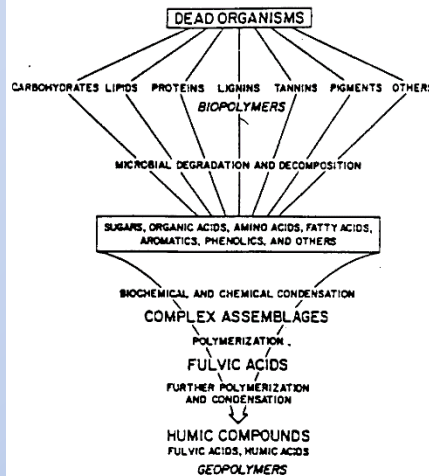 DEAD ORGANISMS
CARBOHYDRATES LIPIDS PROTEINS LIGNINS TANNINS PIGMENTS OTHERS
BIOPOLYMERS
MICROBIAL DEGRADATION AND DECOMPOSITION
SUGARS, ORGANIC ACIDS, AMINO ACIDS, FATTY ACIDS,
AROMATICS, PHENOLICS, AND OTHERS
BIOCHEMICAL AND CHEMICAL CONDENSATION
COMPLEX ASSEMBLAGES
POLYMERIZATION
FULVIC ACIDS
FURTHER POLYMERIZATION
AND CONDENSATION
HUMIC COMPOUNDS
FULVIC ACIDS, HUMIC ACIDS
GEOPOLYMERS